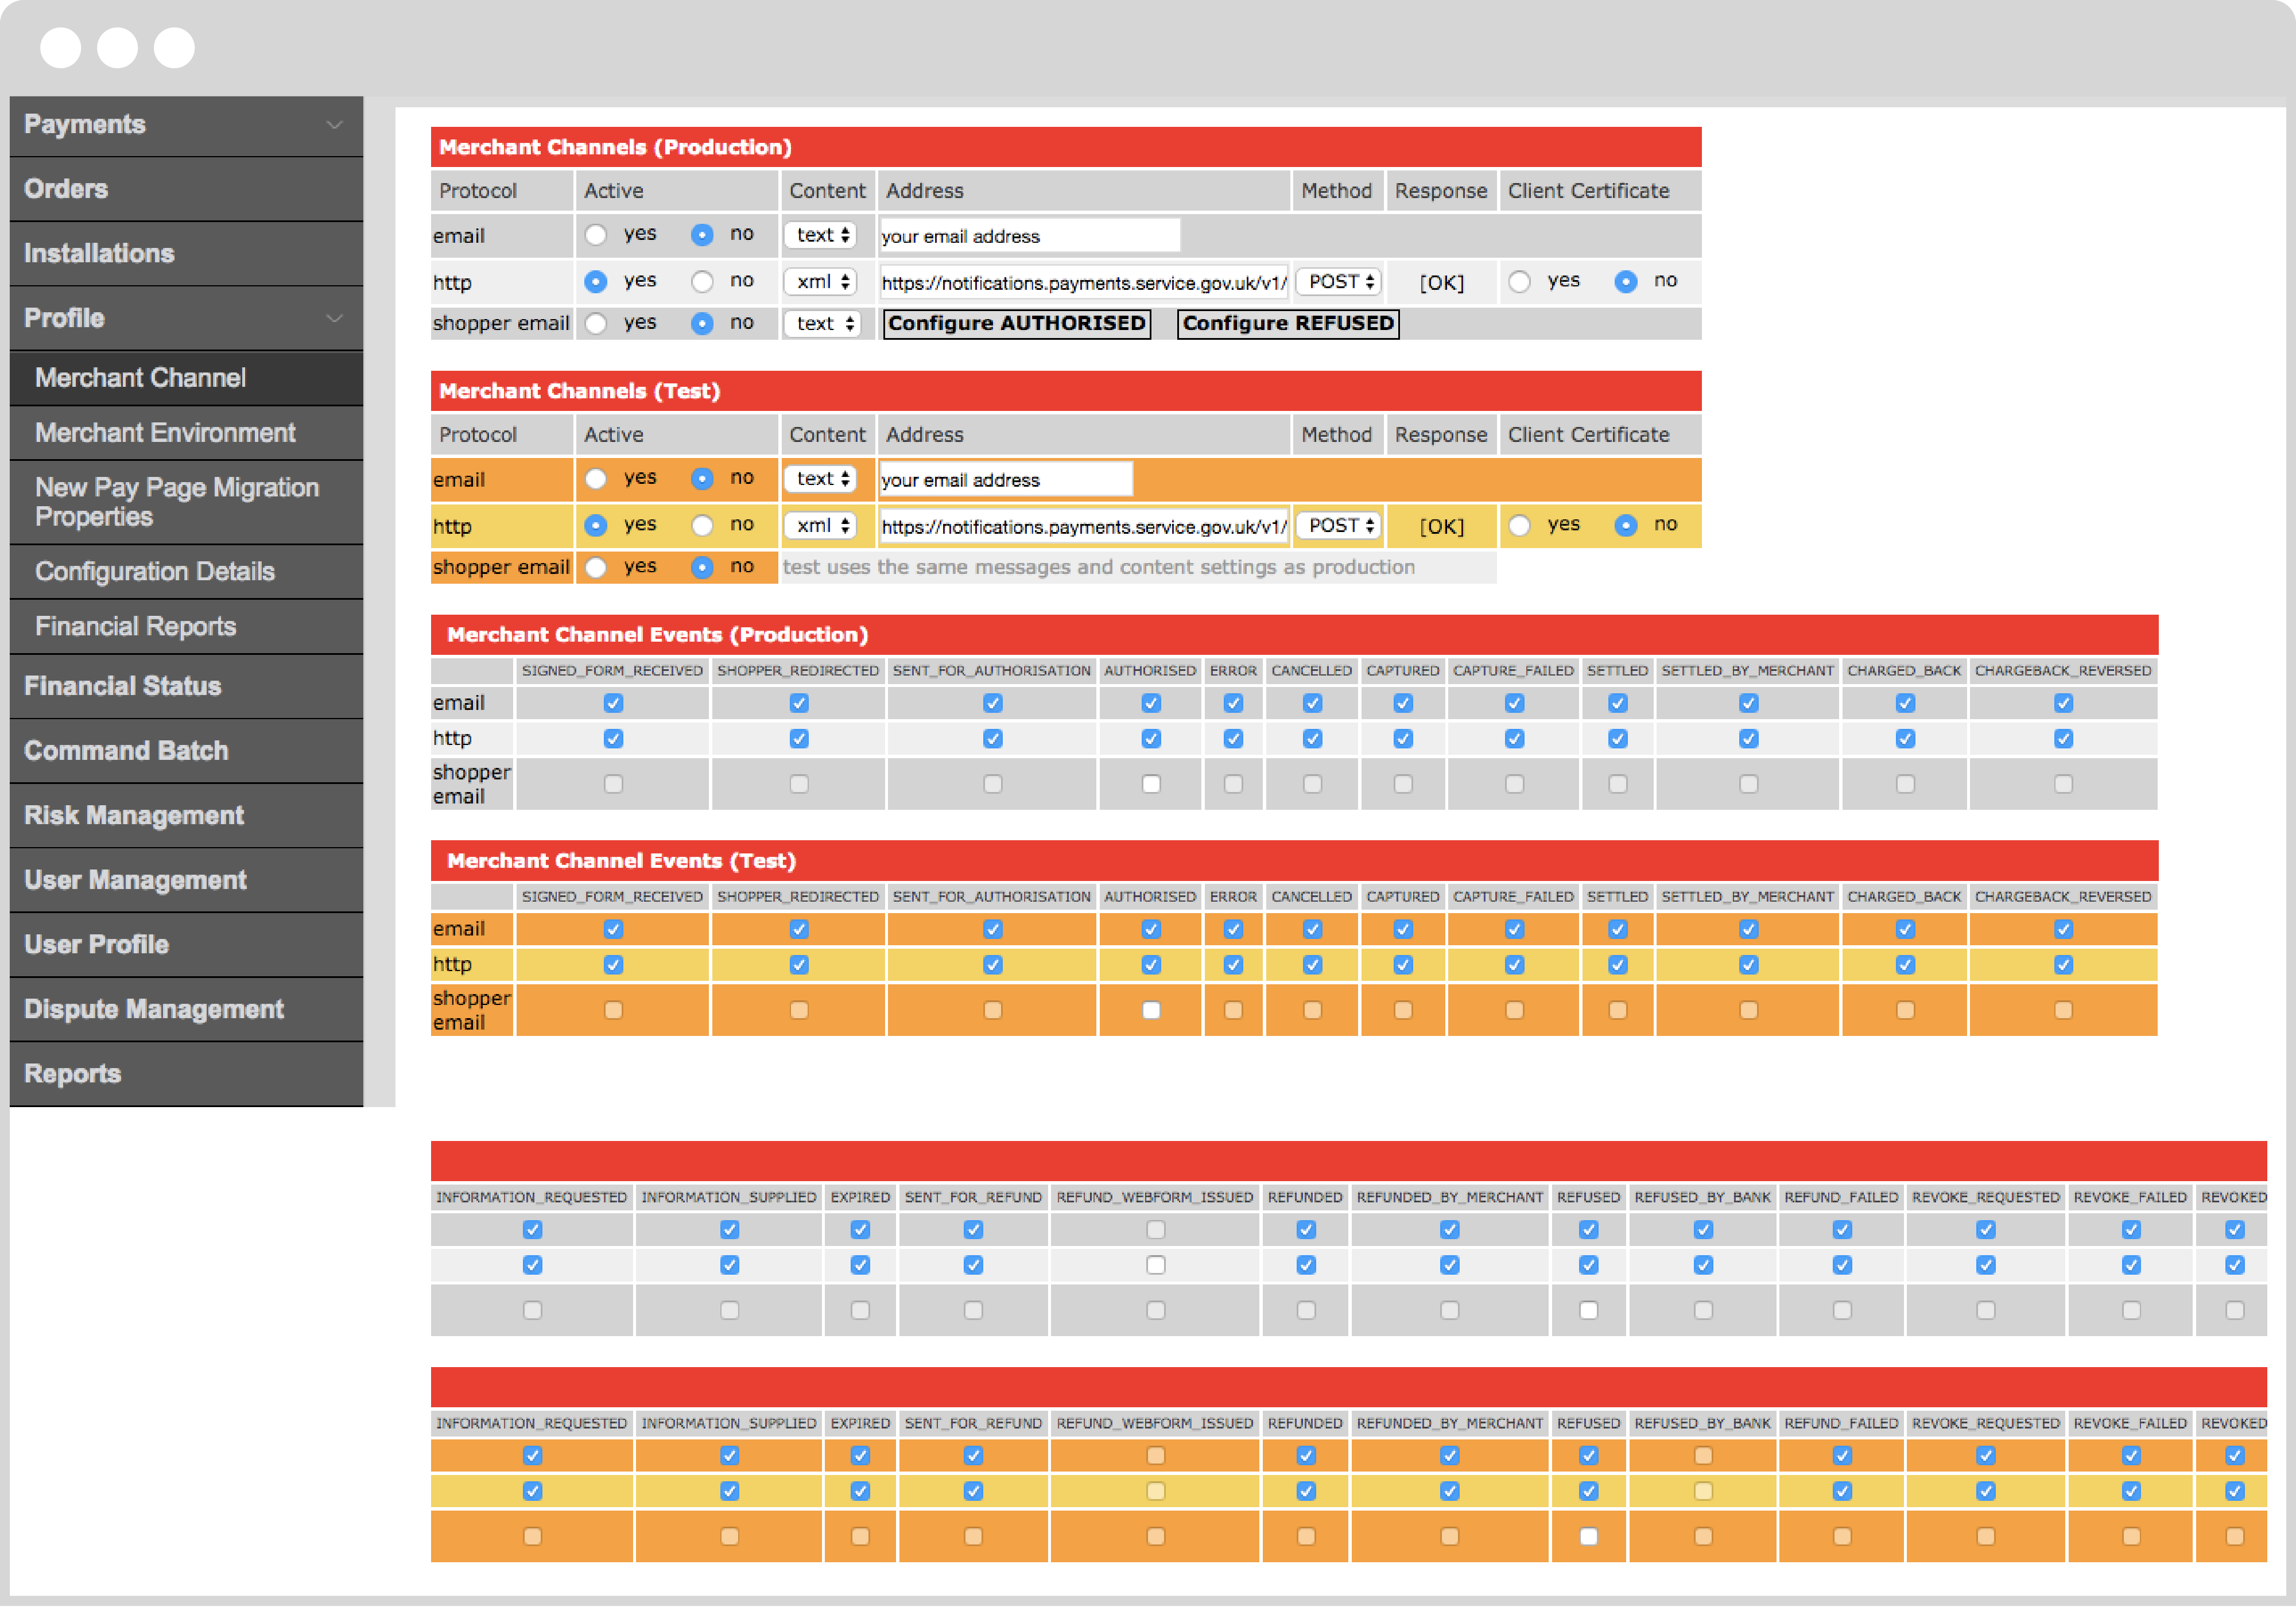 Payments
Orders
Installations
Profile
Merchant Channel
Merchant Environment
New Pay Page Migration
Properties
Configuration Details
Financial Reports
Financial Status
Command Batch
Risk Management
User Management
User Profile
Dispute Management
Reports
Merchant Channels (Production)
Protocol Active Content Address Method Response Client Certificate
email yes no text your email address
http yes no xml https://notifications.payments.service.gov.uk/v1/ POST [OK] yes no
shopper email yes no text Configure AUTHORISED Configure REFUSED
Merchant Channels (Test)
Protocol Active Content Address Method Response Client Certificate
email yes no text your email address
http yes no xml https://notifications.payments.service.gov.uk/v1/ POST [OK] yes no
shopper email yes no test uses the same messages and content settings as production
Merchant Channel Events (Production)
SIGNED_FORM_RECEIVED SHOPPER_REDIRECTED SENT_FOR_AUTHORISATION AUTHORISED ERROR CANCELLED CAPTURED CAPTURE_FAILED SETTLED SETTLED_BY_MERCHANT CHARGED_BACK CHARGEBACK_REVERSED
email
http
shopper
email
Merchant Channel Events (Test)
SIGNED_FORM_RECEIVED SHOPPER_REDIRECTED SENT_FOR_AUTHORISATION AUTHORISED ERROR CANCELLED CAPTURED CAPTURE_FAILED SETTLED SETTLED_BY_MERCHANT CHARGED_BACK CHARGEBACK_REVERSED
email
http
shopper
email
INFORMATION_REQUESTED INFORMATION_SUPPLIED EXPIRED SENT_FOR_REFUND REFUND_WEBFORM_ISSUED REFUNDED REFUNDED_BY_MERCHANT REFUSED REFUSED_BY_BANK REFUND_FAILED REVOKE_REQUESTED REVOKE_FAILED REVOKED
INFORMATION_REQUESTED INFORMATION_SUPPLIED EXPIRED SENT_FOR_REFUND REFUND_WEBFORM_ISSUED REFUNDED REFUNDED_BY_MERCHANT REFUSED REFUSED_BY_BANK REFUND_FAILED REVOKE_REQUESTED REVOKE_FAILED REVOKED